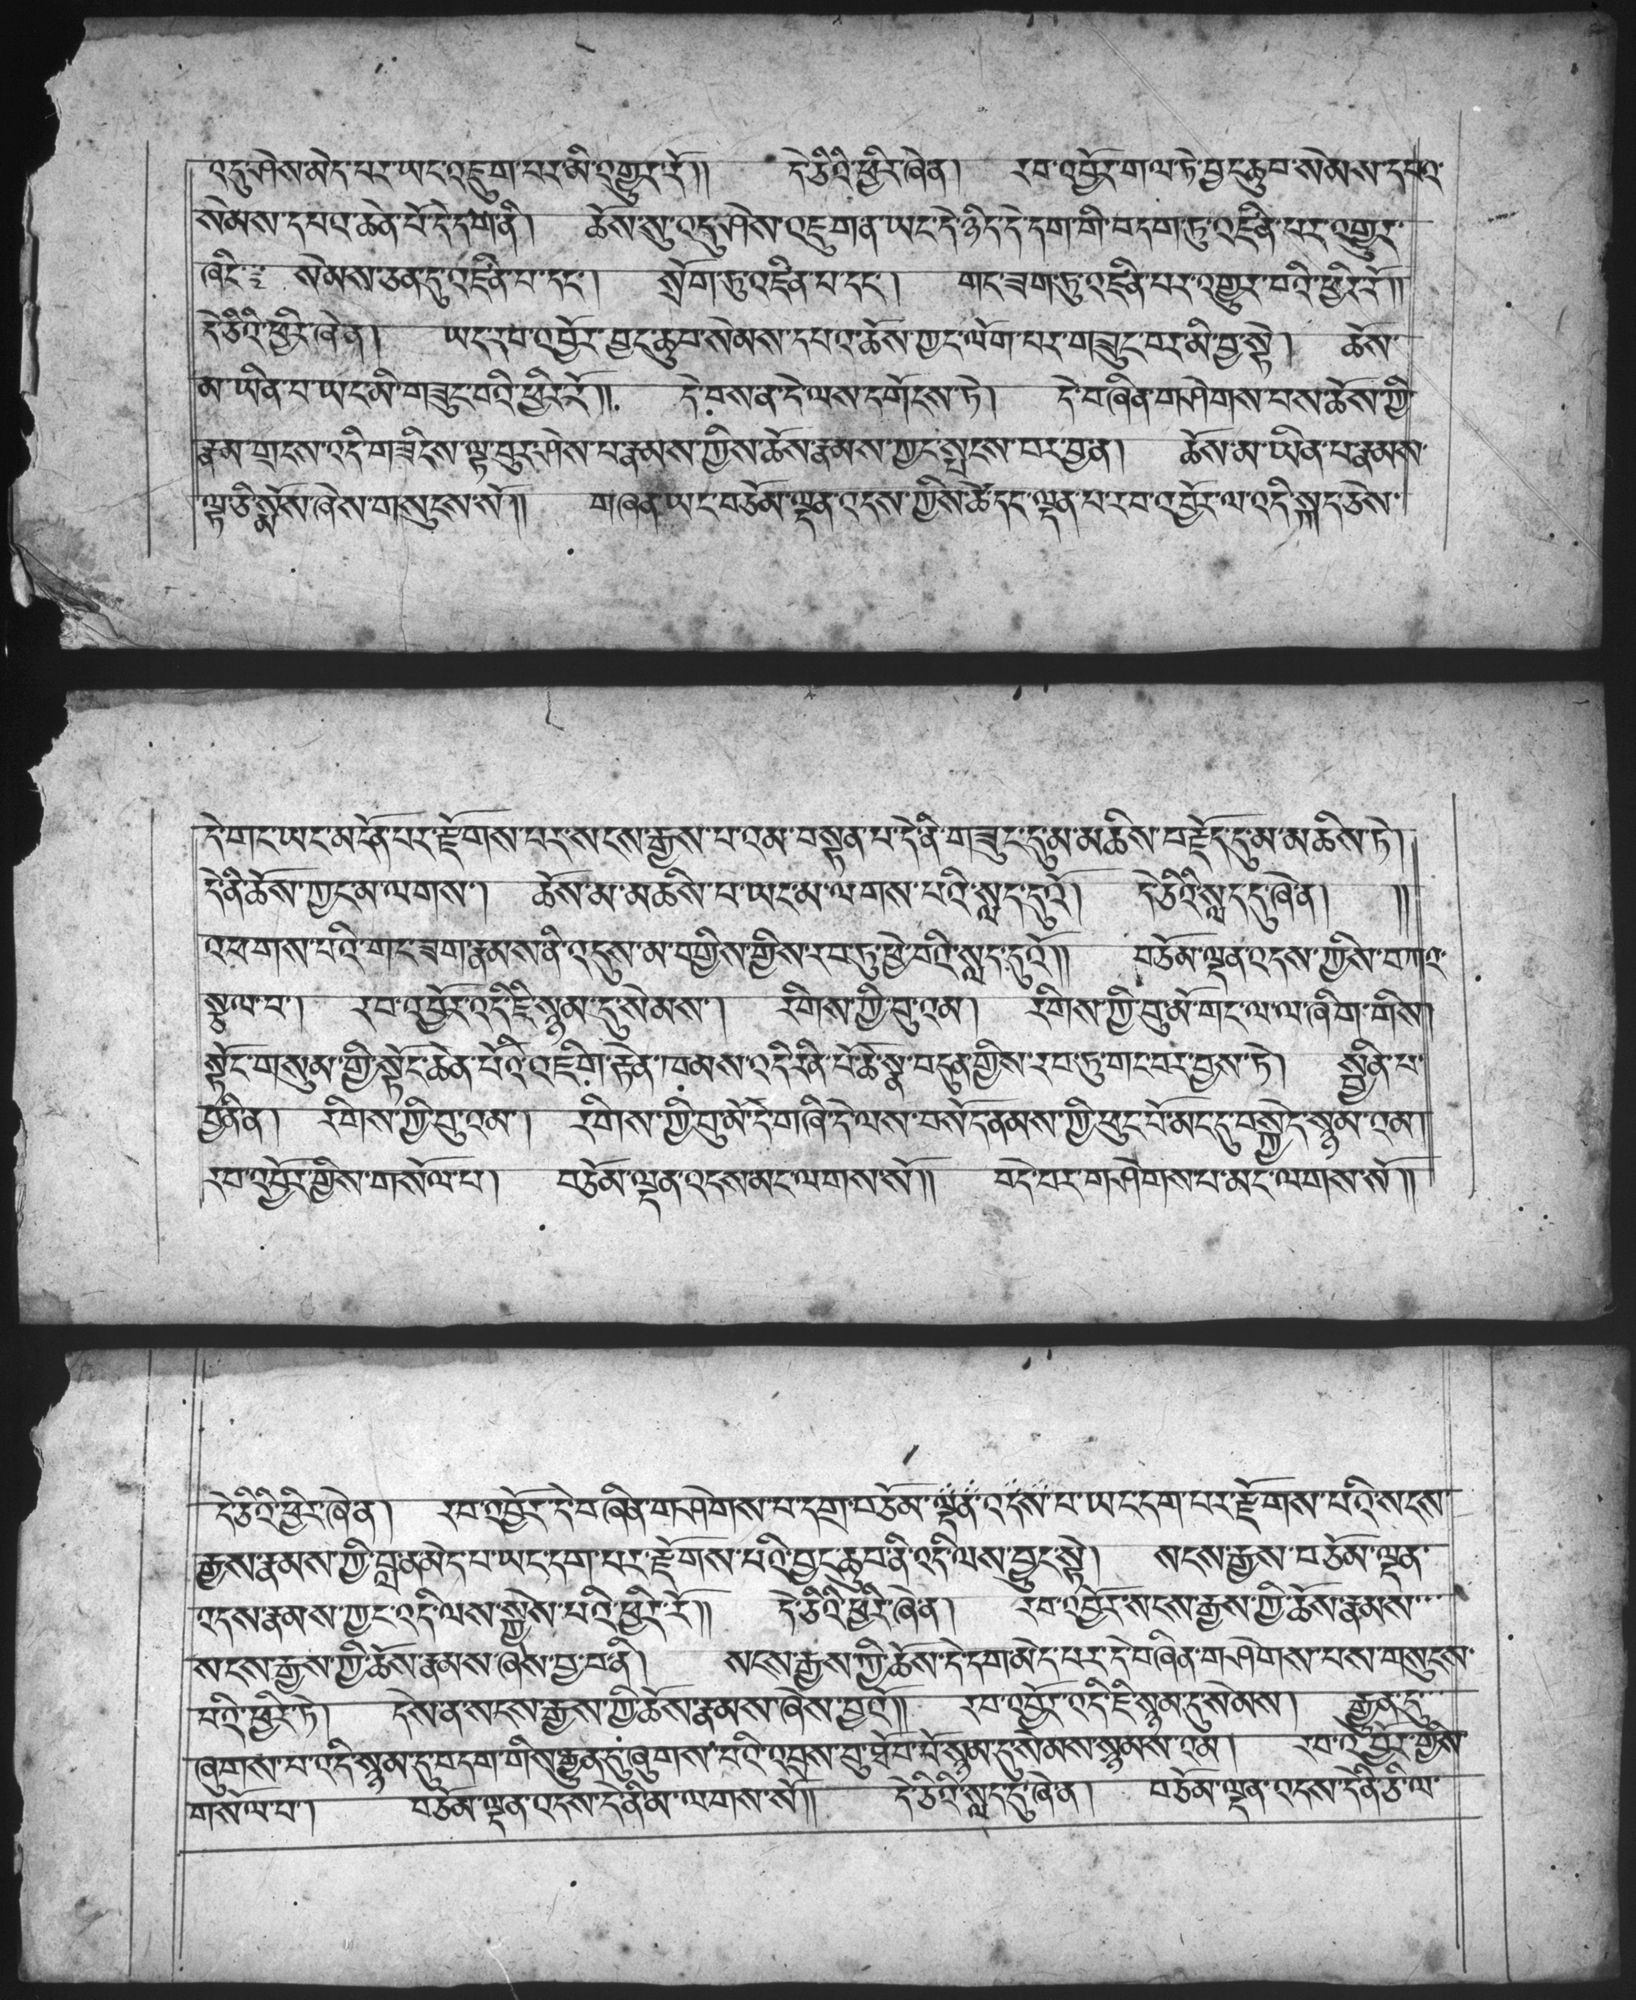 འདུ་ཤེས་མེད་པར་ཡང་འཇུག་པར་མི་འགྱུར་རོ།། དེ་ཅིའི་ཕྱིར་ཞེ་ན། རབ་འབྱོར་གལ་ཏེ་བྱང་ཆུབ་སེམས་དཔའ་
སེམས་དཔའ་ཆེན་པོ་དེ་དག་ནི། ཆོས་སུ་འདུ་ཤེས་འཇུག་ན་ཡང་དེ་ཉིད་དེ་དག་གི་བདག་ཏུ་འཛིན་པར་འགྱུར་
ཞིང་ སེམས་ཅན་དུ་འཛིན་པ་དང་། སྲོག་ཏུ་འཛིན་པ་དང་། གང་ཟག་ཏུ་འཛིན་པར་འགྱུར་བའི་ཕྱིར་རོ།།
དེ་ཅིའི་ཕྱིར་ཞེ་ན། ཡང་རབ་འབྱོར་བྱང་ཆུབ་སེམས་དཔའ་ཆོས་ཀྱང་ལོག་པར་གཟུང་བར་མི་བྱ་སྟེ། ཆོས་
མ་ཡིན་པ་ཡང་མི་གཟུང་བའི་ཕྱིར་རོ།། དེ་བས་ན་དེ་ལས་དགོངས་ཏེ། དེ་བཞིན་གཤེགས་པས་ཆོས་ཀྱི་
རྣམ་གྲངས་འདི་གཟིངས་ལྟ་བུར་ཤེས་པ་རྣམས་ཀྱིས་ཆོས་རྣམས་ཀྱང་སྤང་ས་བར་བྱ་ན། ཆོས་མ་ཡིན་པ་རྣམས་
ལྟ་ཅི་སྨོས་ཞེས་གསུངས་སོ།། གཞན་ཡང་བཅོམ་ལྡན་འདས་ཀྱིས་ཚེ་དང་ལྡན་པ་རབ་འབྱོར་ལ་འདི་སྐད་ཅེས་
དེ་གང་ཡང་མངོན་པར་རྫོགས་པར་སངས་རྒྱས་པ་འམ་བསྟན་པ་དེ་ནི་གཟུང་དུ་མ་མཆིས་བརྗོད་དུ་མ་མཆིས་ཏེ།
དེ་ནི་ཆོས་ཀྱང་མ་ལགས། ཆོས་མ་མཆིས་པ་ཡང་མ་ལགས་པའི་སླད་དུའོ། དེ་ཅིའི་སླད་དུ་ཞེ་ན། །།
འཕགས་པའི་གང་ཟག་རྣམས་ནི་འདུས་མ་བགྱིས་ཀྱིས་རབ་ཏུ་ཕྱེ་བའི་སླད་དུའོ།། བཅོམ་ལྡན་འདས་ཀྱིས་བཀའ་
སྩལ་པ། རབ་འབྱོར་འདི་ཇི་སྙམ་དུ་སེམས། རིགས་ཀྱི་བུ་འམ། རིགས་ཀྱི་བུ་མོ་གང་ལ་ལ་ཞིག་གིས།
སྟོང་གསུམ་གྱི་སྟོང་ཆེན་པོའི་འཇིག་རྟེན་ཁམས་འདི་རིན་པོ་ཆེ་སྣ་བདུན་གྱིས་རབ་ཏུ་གང་བར་བྱས་ཏེ། སྦྱིན་པ་
བྱིན་ན། རིགས་ཀྱི་བུ་འམ། རིགས་ཀྱི་བུ་མོ་དེ་གཞི་དེ་ལས་བསོད་ནམས་ཀྱི་ཕུང་པོ་མང་དུ་བསྐྱེད་སྙམ་འམ།
རབ་འབྱོར་གྱིས་གསོལ་པ། བཅོམ་ལྡན་འདས་མང་ལགས་སོ།། བདེ་བར་གཤེགས་པ་མང་ལགས་སོ།།
དེ་ཅིའི་ཕྱིར་ཞེ་ན། རབ་འབྱོར་དེ་བཞིན་གཤེགས་པ་དགྲ་བཅོམ་ལྡན་འདས་པ་ཡང་དག་པར་རྫོགས་པའི་སངས་
རྒྱས་རྣམས་ཀྱི་བླ་ན་མེད་པ་ཡང་དག་པར་རྫོགས་པའི་བྱང་ཆུབ་ནི་འདི་ལས་བྱུང་སྟེ། སངས་རྒྱས་བཅོམ་ལྡན་
འདས་རྣམས་ཀྱང་འདི་ལས་སྐྱེས་པའི་ཕྱིར་རོ།། དེ་ཅིའི་ཕྱིར་ཞེ་ན། རབ་འབྱོར་སངས་རྒྱས་ཀྱི་ཆོས་རྣམས་
སངས་རྒྱས་ཀྱི་ཆོས་རྣམས་ཞེས་བྱ་བ་ནི། སངས་རྒྱས་ཀྱི་ཆོས་དེ་དག་མེད་པར་དེ་བཞིན་གཤེགས་པས་གསུངས་
པའི་ཕྱིར་ཏེ། དེས་ན་སངས་རྒྱས་ཀྱི་ཆོས་རྣམས་ཞེས་བྱའོ།། རབ་འབྱོར་འདི་ཇི་སྙམ་དུ་སེམས། རྒྱུན་དུ་
ཞུགས་པ་འདི་སྙམ་དུ་བདག་གིས་རྒྱུན་དུ་ཞུགས་པའི་འབྲས་བུ་ཐོབ་པོ་སྙམ་དུ་སེམས་སྙམ་འམ། རབ་འབྱོར་གྱིས་
གསོལ་པ། བཅོམ་ལྡན་འདས་དེ་ནི་མ་ལགས་སོ།། དེ་ཅིའི་སླད་དུ་ཞེ་ན། བཅོམ་ལྡན་འདས་དེ་ནི་ཅི་ལ་